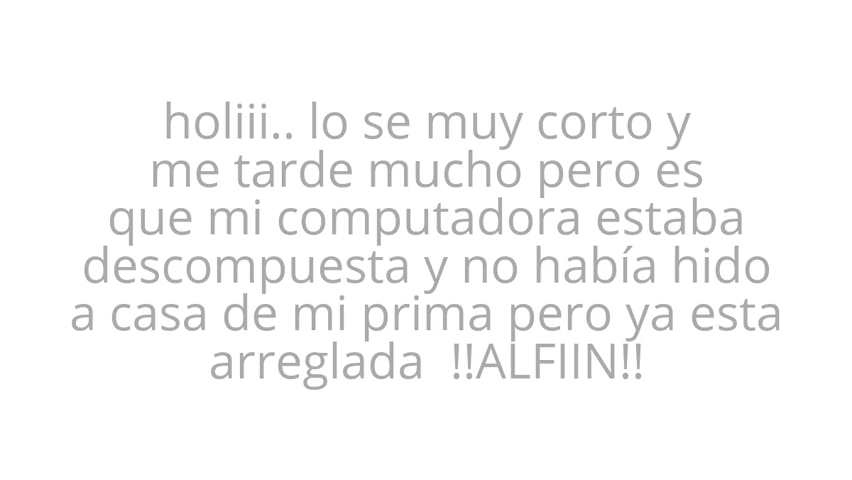 holiii.. lo se muy corto y
me tarde mucho pero es
que mi computadora estaba
descompuesta y no había hido
a casa de mi prima pero ya esta
arreglada  !!ALFIIN!!